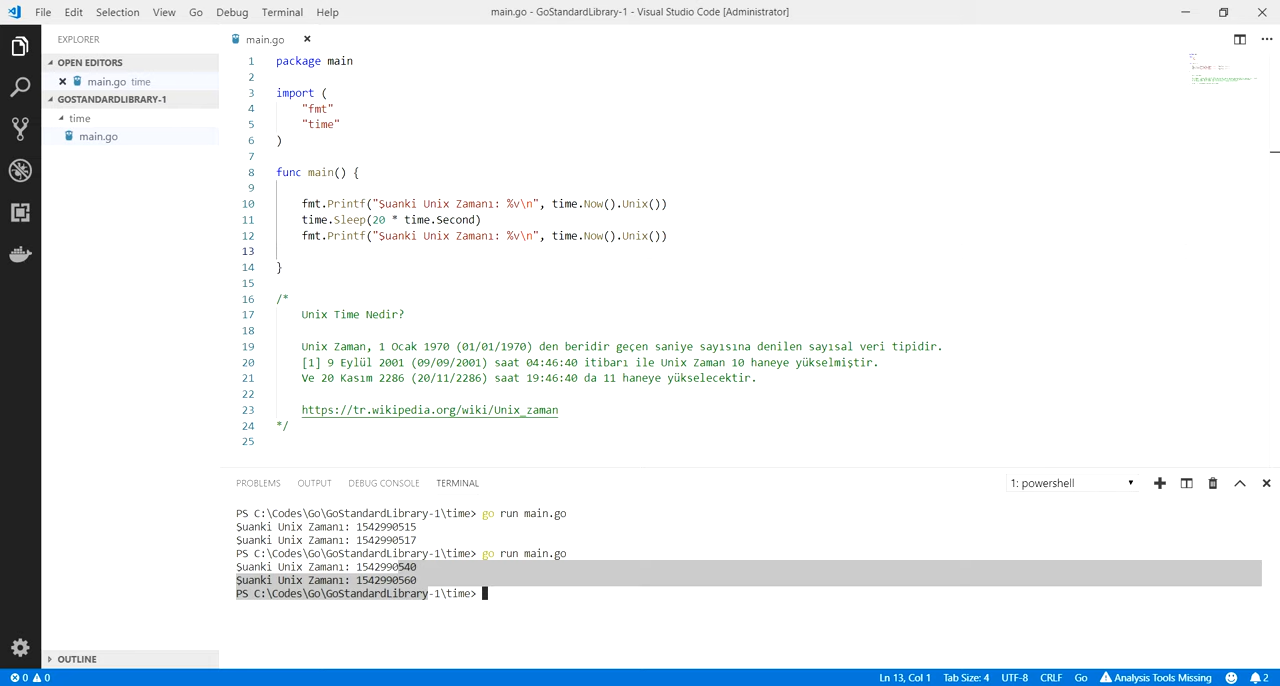 File Edit Selection View Go Debug Terminal Help main.go - GoStandardLibrary-1 - Visual Studio Code [Administrator]
EXPLORER
OPEN EDITORS
main.go time
GOSTANDARDLIBRARY-1
time
main.go
main.go
1 package main
2
3 import (
4 "fmt"
5 "time"
6 )
7
8 func main() {
9
10 fmt.Printf("Şuanki Unix Zamanı: %v\n", time.Now().Unix())
11 time.Sleep(20 * time.Second)
12 fmt.Printf("Şuanki Unix Zamanı: %v\n", time.Now().Unix())
13
14 }
15
16 /*
17 Unix Time Nedir?
18
19 Unix Zaman, 1 Ocak 1970 (01/01/1970) den beridir geçen saniye sayısına denilen sayısal veri tipidir.
20 [1] 9 Eylül 2001 (09/09/2001) saat 04:46:40 itibarı ile Unix Zaman 10 haneye yükselmiştir.
21 Ve 20 Kasım 2286 (20/11/2286) saat 19:46:40 da 11 haneye yükselecektir.
22
23 https://tr.wikipedia.org/wiki/Unix_zaman
24 */
25
PROBLEMS OUTPUT DEBUG CONSOLE TERMINAL 1: powershell
PS C:\Codes\Go\GoStandardLibrary-1\time> go run main.go
Şuanki Unix Zamanı: 1542990515
Şuanki Unix Zamanı: 1542990517
PS C:\Codes\Go\GoStandardLibrary-1\time> go run main.go
Şuanki Unix Zamanı: 1542990540
Şuanki Unix Zamanı: 1542990560
PS C:\Codes\Go\GoStandardLibrary-1\time>
OUTLINE
0 0 Ln 13, Col 1 Tab Size: 4 UTF-8 CRLF Go Analysis Tools Missing 2